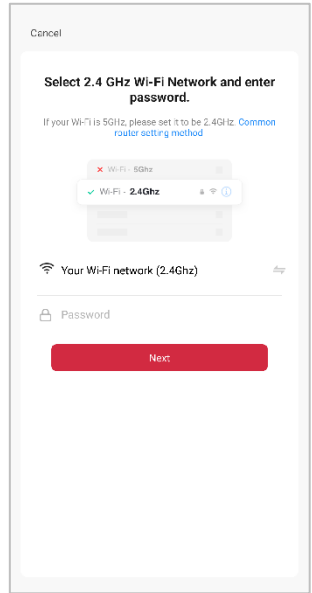 Cancel
Select 2.4 GHz Wi-Fi Network and enter
password.
If your Wi-Fi is 5GHz, please set it to be 2.4GHz. Common
router setting method
Wi-Fi - 5Ghz
Wi-Fi - 2.4Ghz
Your Wi-Fi network (2.4Ghz)
Password
Next